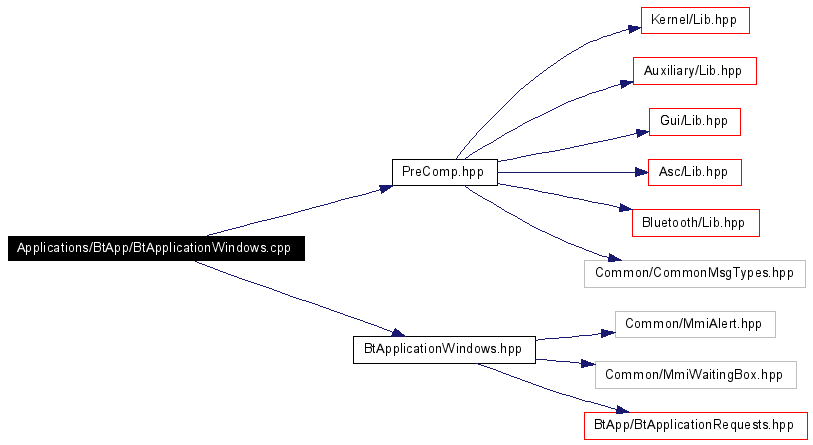 Kernel/Lib.hpp
Auxiliary/Lib.hpp
Gui/Lib.hpp
PreComp.hpp
Asc/Lib.hpp
Bluetooth/Lib.hpp
Applications/BtApp/BtApplicationWindows.cpp
Common/CommonMsgTypes.hpp
Common/MmiAlert.hpp
BtApplicationWindows.hpp
Common/MmiWaitingBox.hpp
BtApp/BtApplicationRequests.hpp